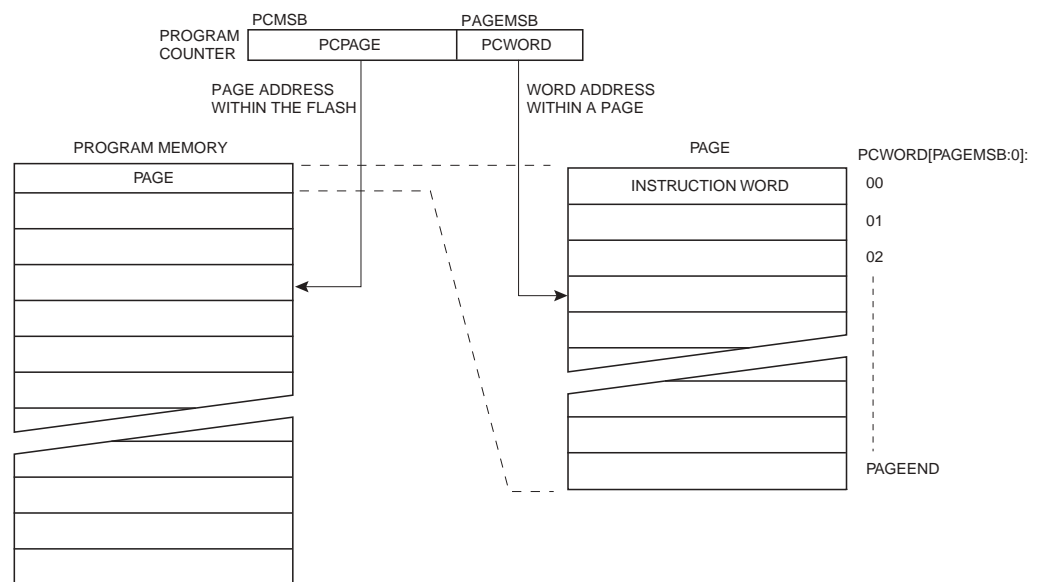 PCMSB
PAGEMSB
PROGRAM
COUNTER
PCPAGE
PCWORD
PAGE ADDRESS
WITHIN THE FLASH
WORD ADDRESS
WITHIN A PAGE
PROGRAM MEMORY
PAGE
PAGE
INSTRUCTION WORD
PCWORD[PAGEMSB:0]:
00
01
02
PAGEEND